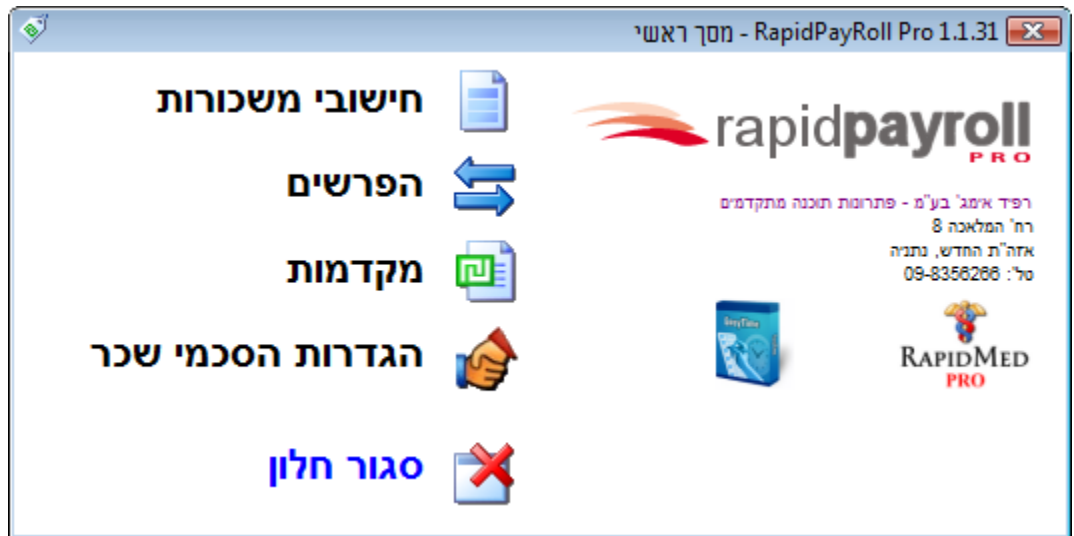 RapidPayRoll Pro 1.1.31 - מסך ראשי
rapidpayroll
PRO
רפיד אימג' בע"מ - פתרונות תוכנה מתקדמים
רח' המלאכה 8
אזה"ת החדש, נתניה
טל': 09-8356266
EasyTime
RAPIDMED
PRO
חישובי משכורות
הפרשים
מקדמות
הגדרות הסכמי שכר
סגור חלון